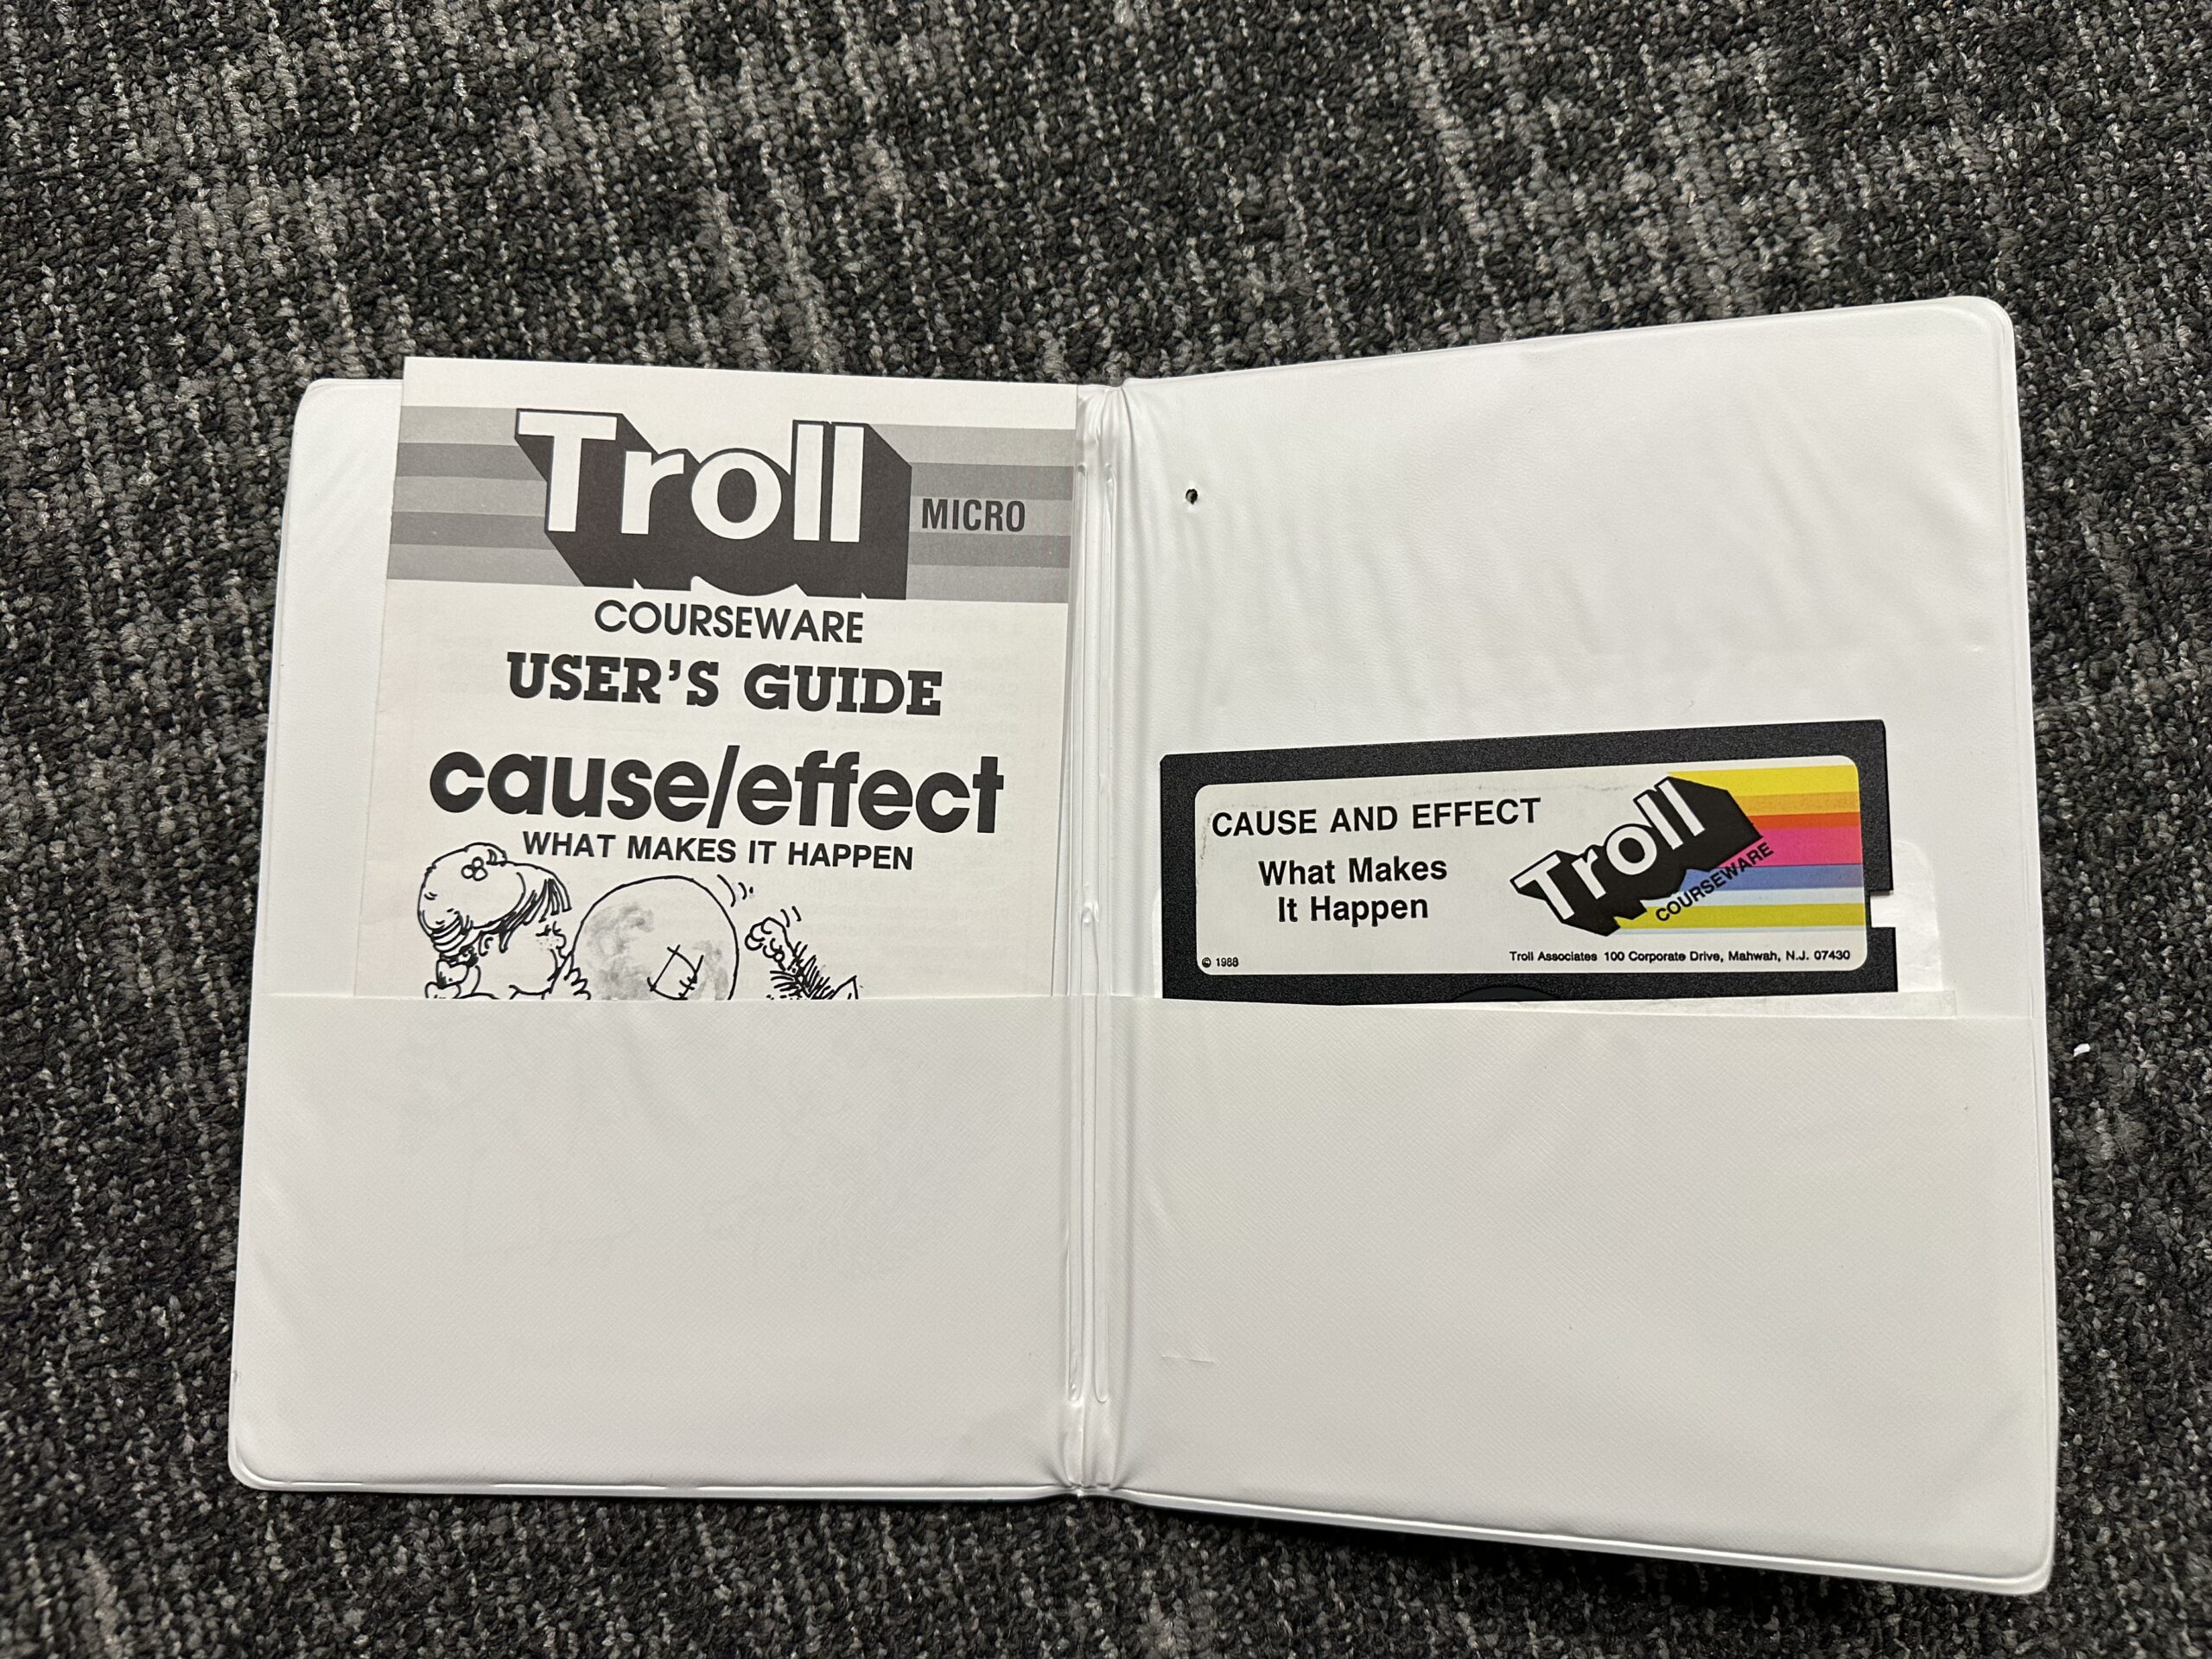 Troll MICRO
COURSEWARE
USER'S GUIDE
cause/effect
WHAT MAKES IT HAPPEN
CAUSE AND EFFECT
What Makes
It Happen
Troll
COURSEWARE
© 1988
Troll Associates 100 Corporate Drive, Mahwah, N.J. 07430